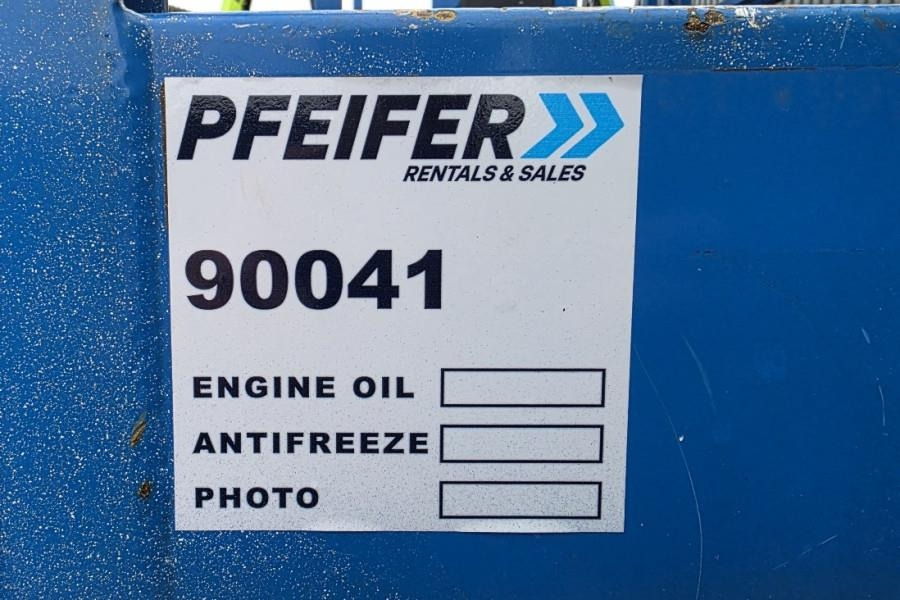 PFEIFER
RENTALS & SALES
90041
ENGINE OIL
ANTIFREEZE
PHOTO